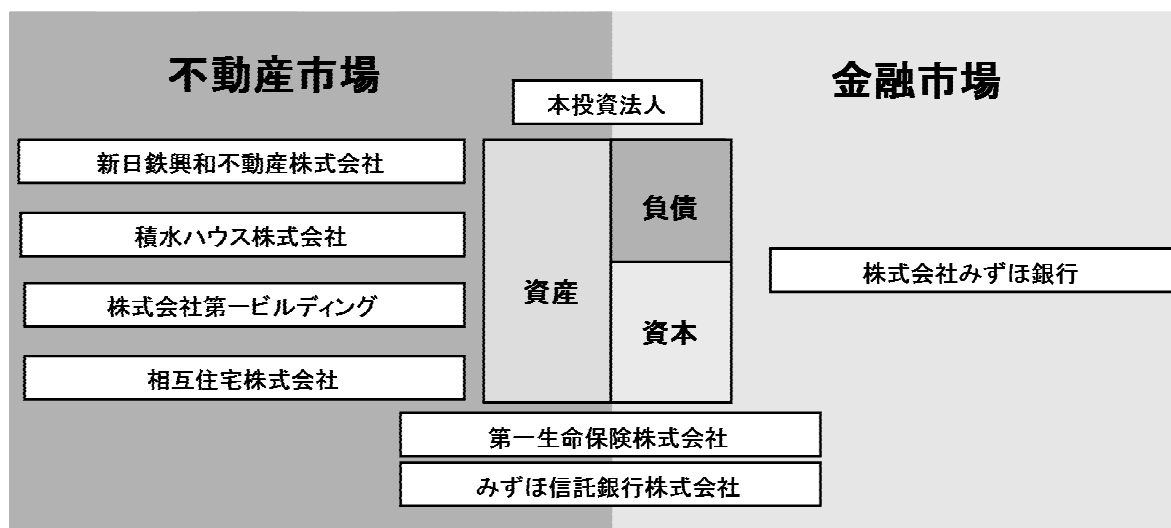 不動産市場
金融市場
本投資法人
新日鉄興和不動産株式会社
積水ハウス株式会社
株式会社第一ビルディング
相互住宅株式会社
資産
負債
資本
株式会社みずほ銀行
第一生命保険株式会社
みずほ信託銀行株式会社